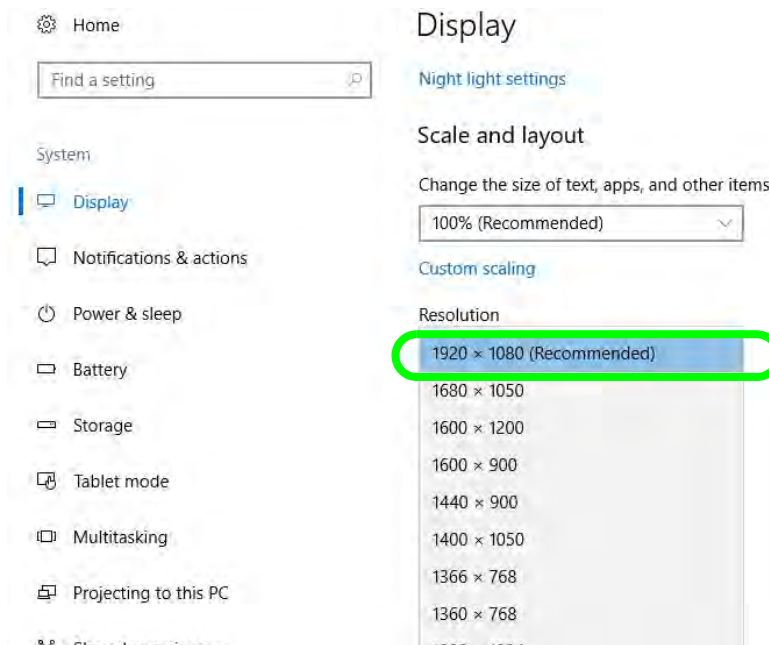 Home
Find a setting
System
Display
Notifications & actions
Power & sleep
Battery
Storage
Tablet mode
Multitasking
Projecting to this PC
Display
Night light settings
Scale and layout
Change the size of text, apps, and other items
100% (Recommended)
Custom scaling
Resolution
1920 × 1080 (Recommended)
1680 × 1050
1600 × 1200
1600 × 900
1440 × 900
1400 × 1050
1366 × 768
1360 × 768